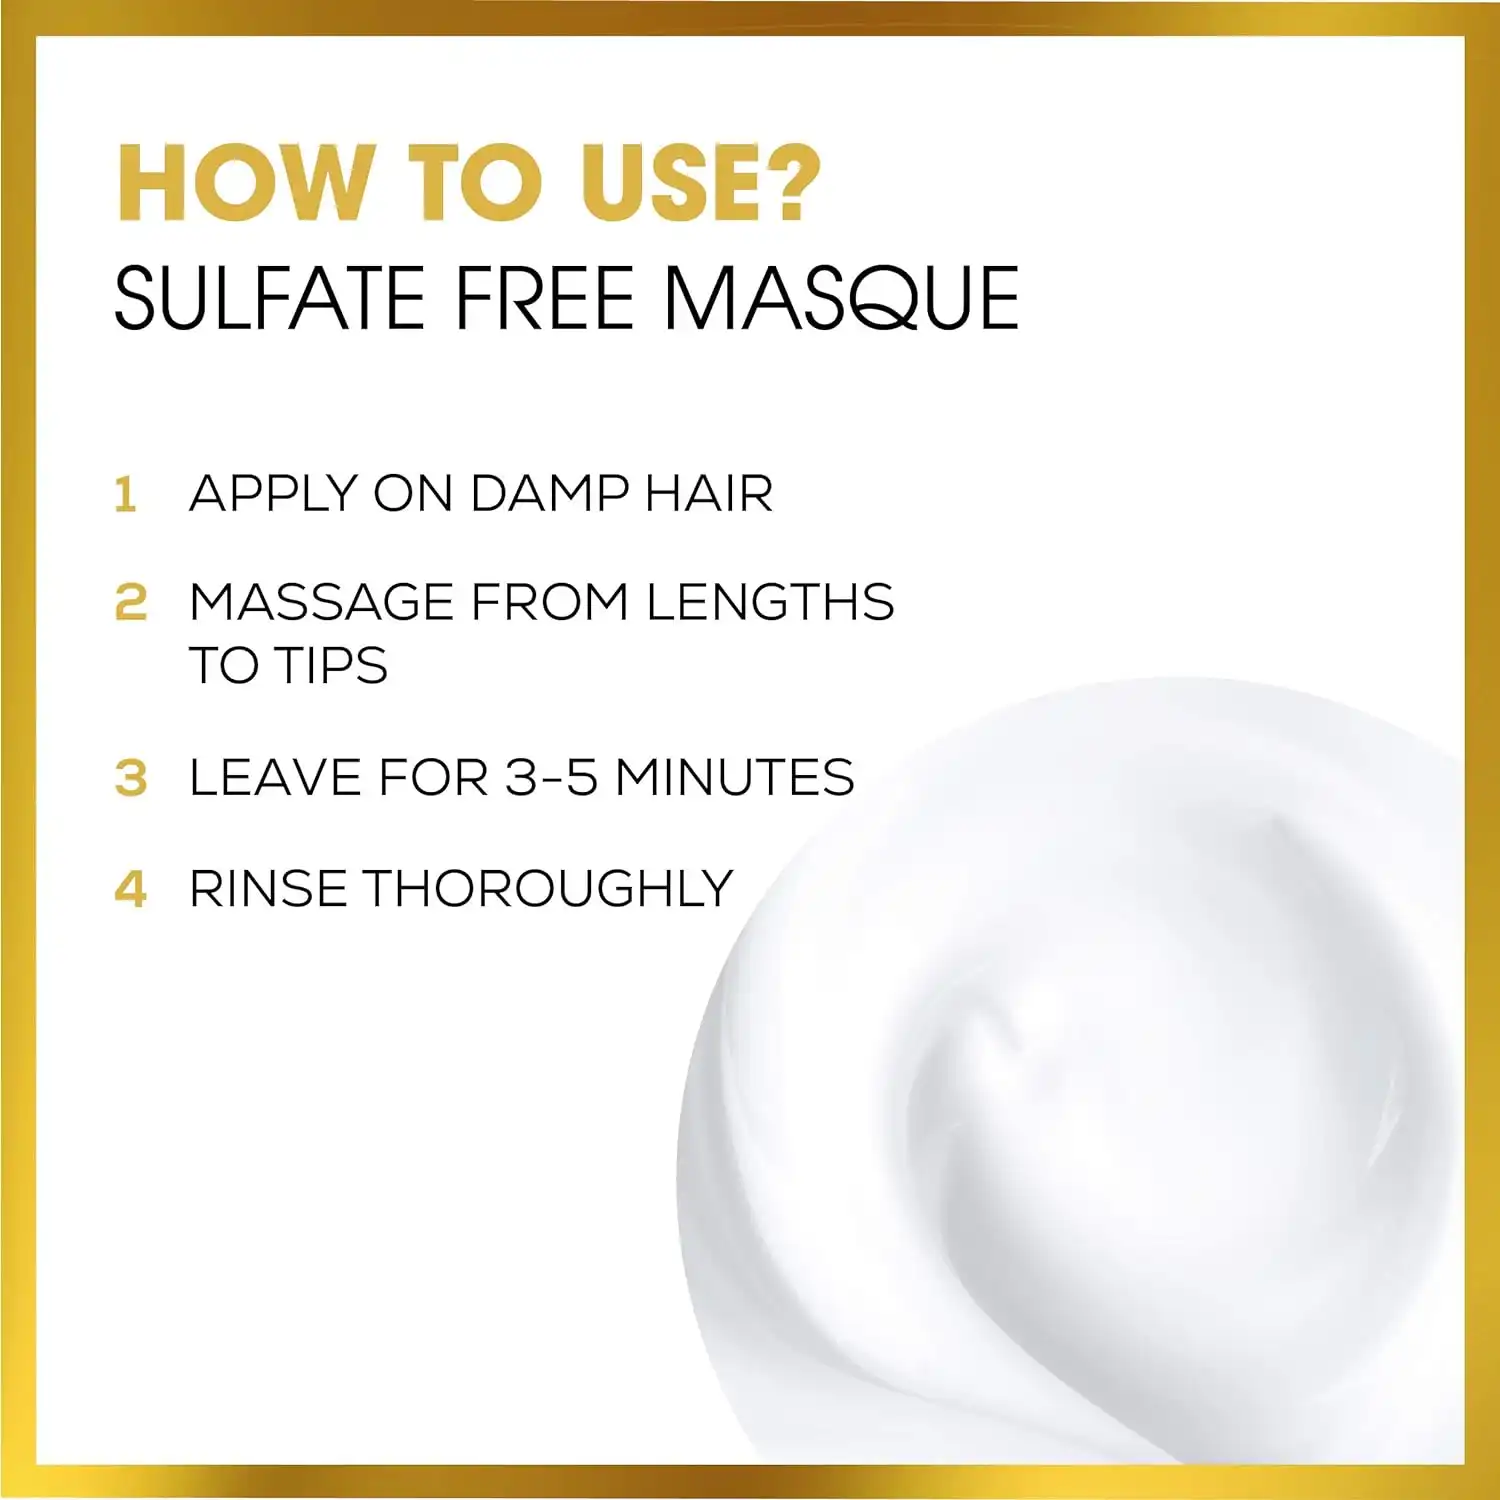 HOW TO USE?
SULFATE FREE MASQUE
1 APPLY ON DAMP HAIR
2 MASSAGE FROM LENGTHS
TO TIPS
3 LEAVE FOR 3-5 MINUTES
4 RINSE THOROUGHLY